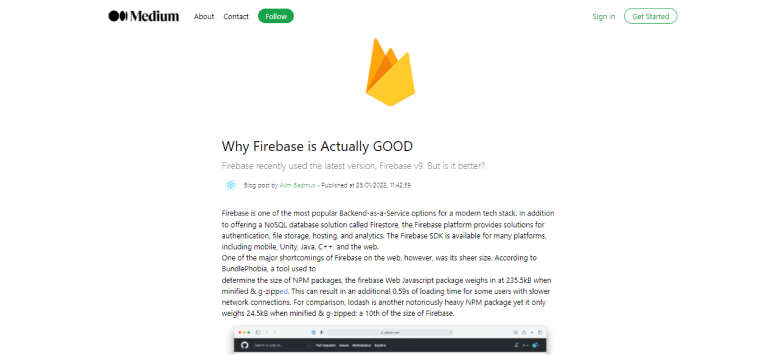 Medium About Contact Follow Sign In Get Started
Why Firebase is Actually GOOD
Firebase recently used the latest version, Firebase v9. But is it better?
Blog post by Alim Badmus - Published at 23/01/2022, 11:42:39
Firebase is one of the most popular Backend-as-a-Service options for a modern tech stack. In addition
to offering a NoSQL database solution called Firestore, the Firebase platform provides solutions for
authentication, file storage, hosting, and analytics. The Firebase SDK is available for many platforms,
including mobile, Unity, Java, C++, and the web.
One of the major shortcomings of Firebase on the web, however, was its sheer size. According to
BundlePhobia, a tool used to
determine the size of NPM packages, the firebase Web Javascript package weighs in at 235.5kB when
minified & g-zipped. This can result in an additional 0.59s of loading time for some users with slower
network connections. For comparison, lodash is another notoriously heavy NPM package yet it only
weighs 24.5kB when minified & g-zipped: a 10th of the size of Firebase.
Pull requests Issues Marketplace Explore